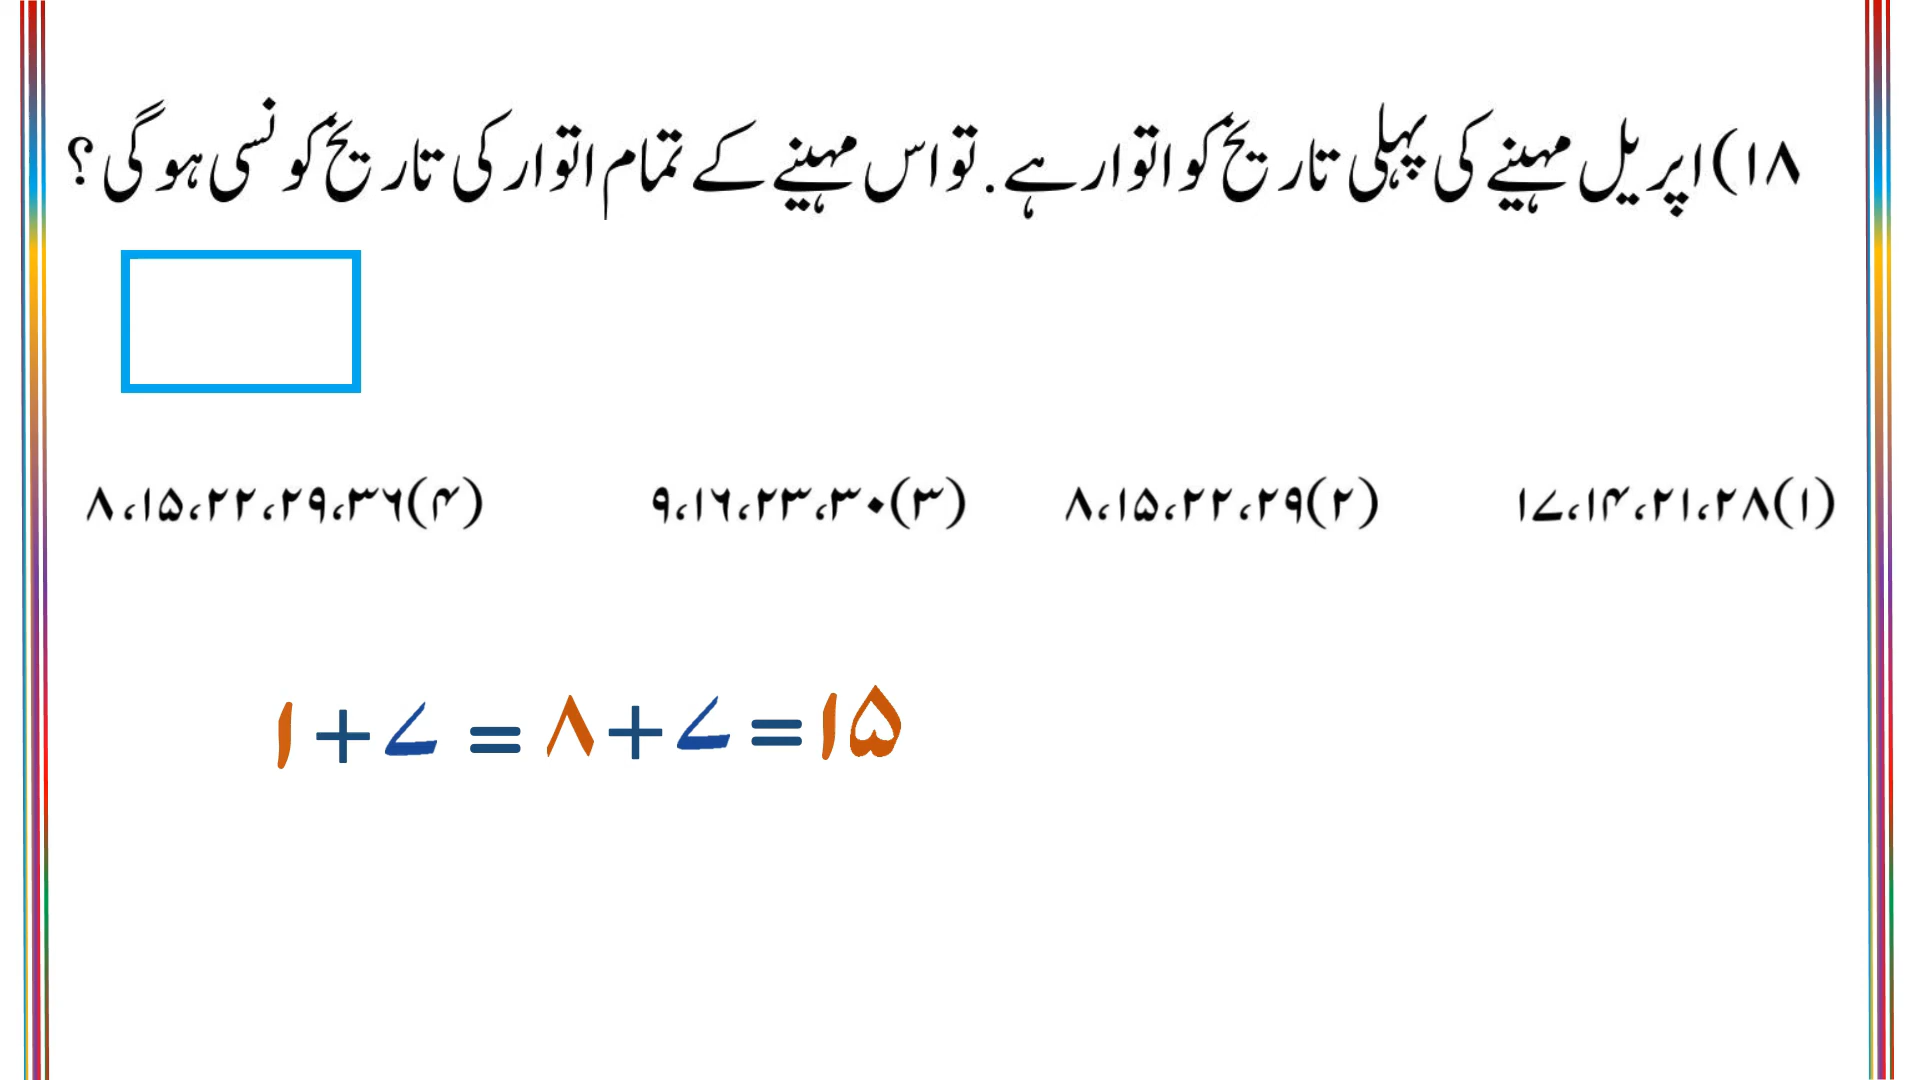 ۱۸) اپریل مہینے کی پہلی تاریخ کو اتوار ہے. تو اس مہینے کے تمام اتوار کی تاریخ کونسی ہوگی ؟
(۱)۱۷،۱۴،۲۱،۲۸ (۲)۸،۱۵،۲۲،۲۹ (۳)۹،۱۶،۲۳،۳۰ (۴)۸،۱۵،۲۲،۲۹،۳۶
۱+۷=۸+۷=۱۵